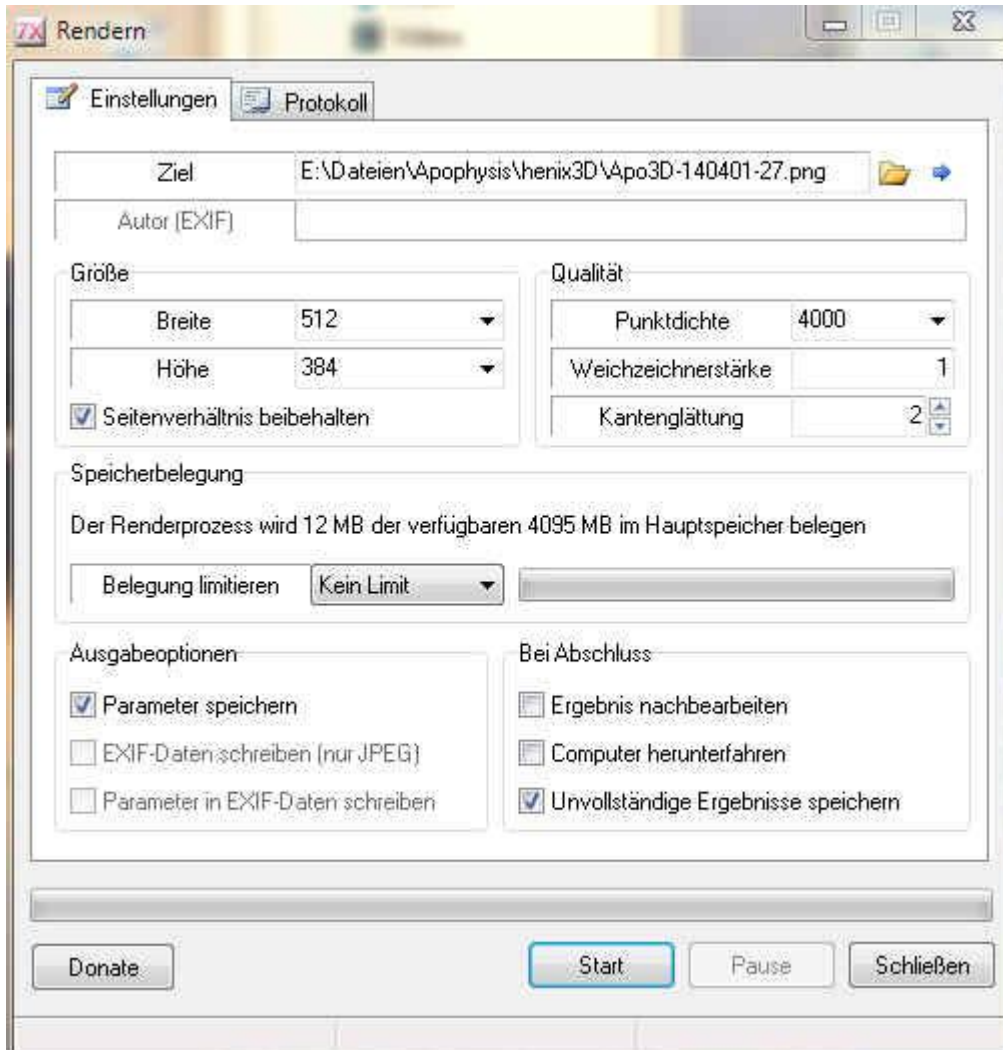 7X Rendern
Einstellungen Protokoll
Ziel E:\Dateien\Apophysis\henix3D\Apo3D-140401-27.png
Autor (EXIF)
Größe Qualität
Breite 512 Punktdichte 4000
Höhe 384 Weichzeichnerstärke 1
Seitenverhältnis beibehalten Kantenglättung 2
Speicherbelegung
Der Renderprozess wird 12 MB der verfügbaren 4095 MB im Hauptspeicher belegen
Belegung limitieren Kein Limit
Ausgabeoptionen Bei Abschluss
Parameter speichern Ergebnis nachbearbeiten
EXIF-Daten schreiben (nur JPEG) Computer herunterfahren
Parameter in EXIF-Daten schreiben Unvollständige Ergebnisse speichern
Donate Start Pause Schließen